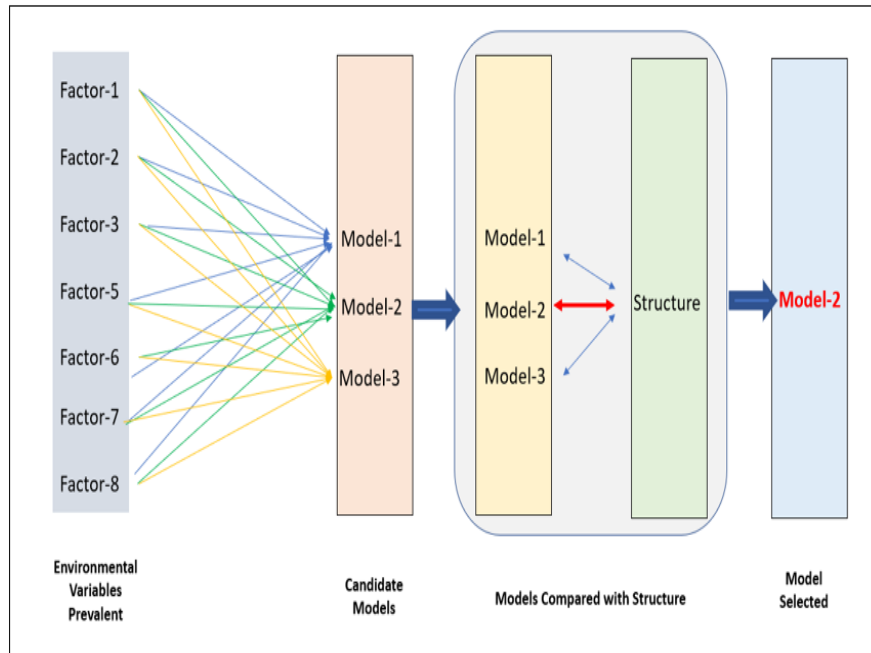 Factor-1
Factor-2
Factor-3
Factor-5
Factor-6
Factor-7
Factor-8
Environmental
Variables
Prevalent
Model-1
Model-2
Model-3
Candidate
Models
Model-1
Model-2
Model-3
Structure
Models Compared with Structure
Model-2
Model
Selected